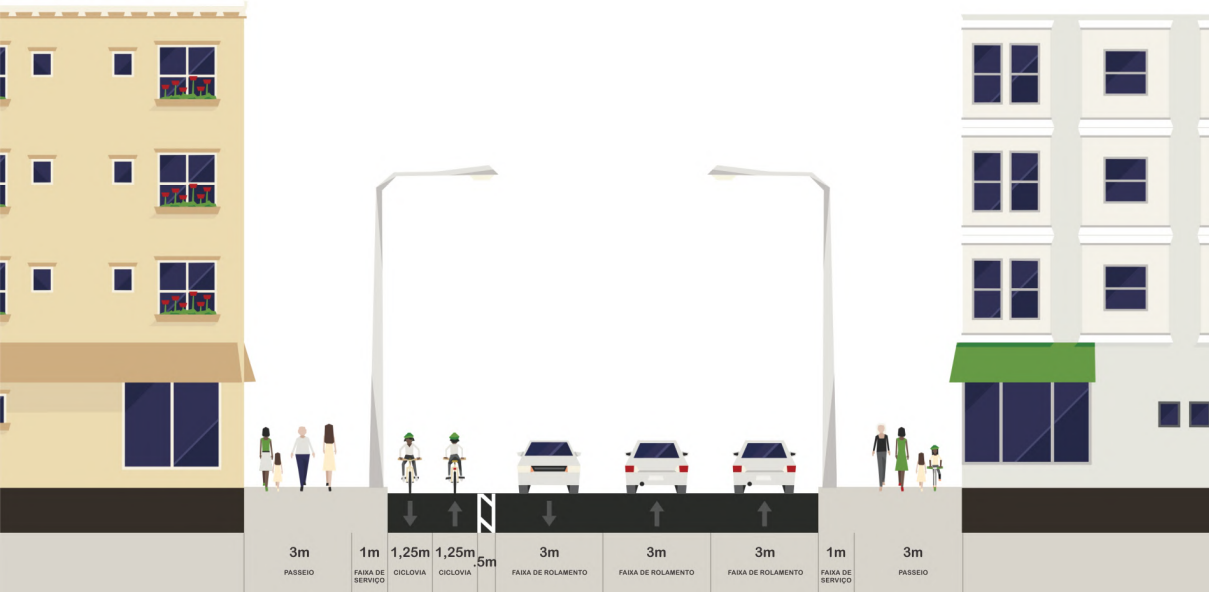 3m
PASSEIO
1m
FAIXA DE
SERVIÇO
1,25m
CICLOVIA
1,25m
CICLOVIA
.5m
3m
FAIXA DE ROLAMENTO
3m
FAIXA DE ROLAMENTO
3m
FAIXA DE ROLAMENTO
1m
FAIXA DE
SERVIÇO
3m
PASSEIO